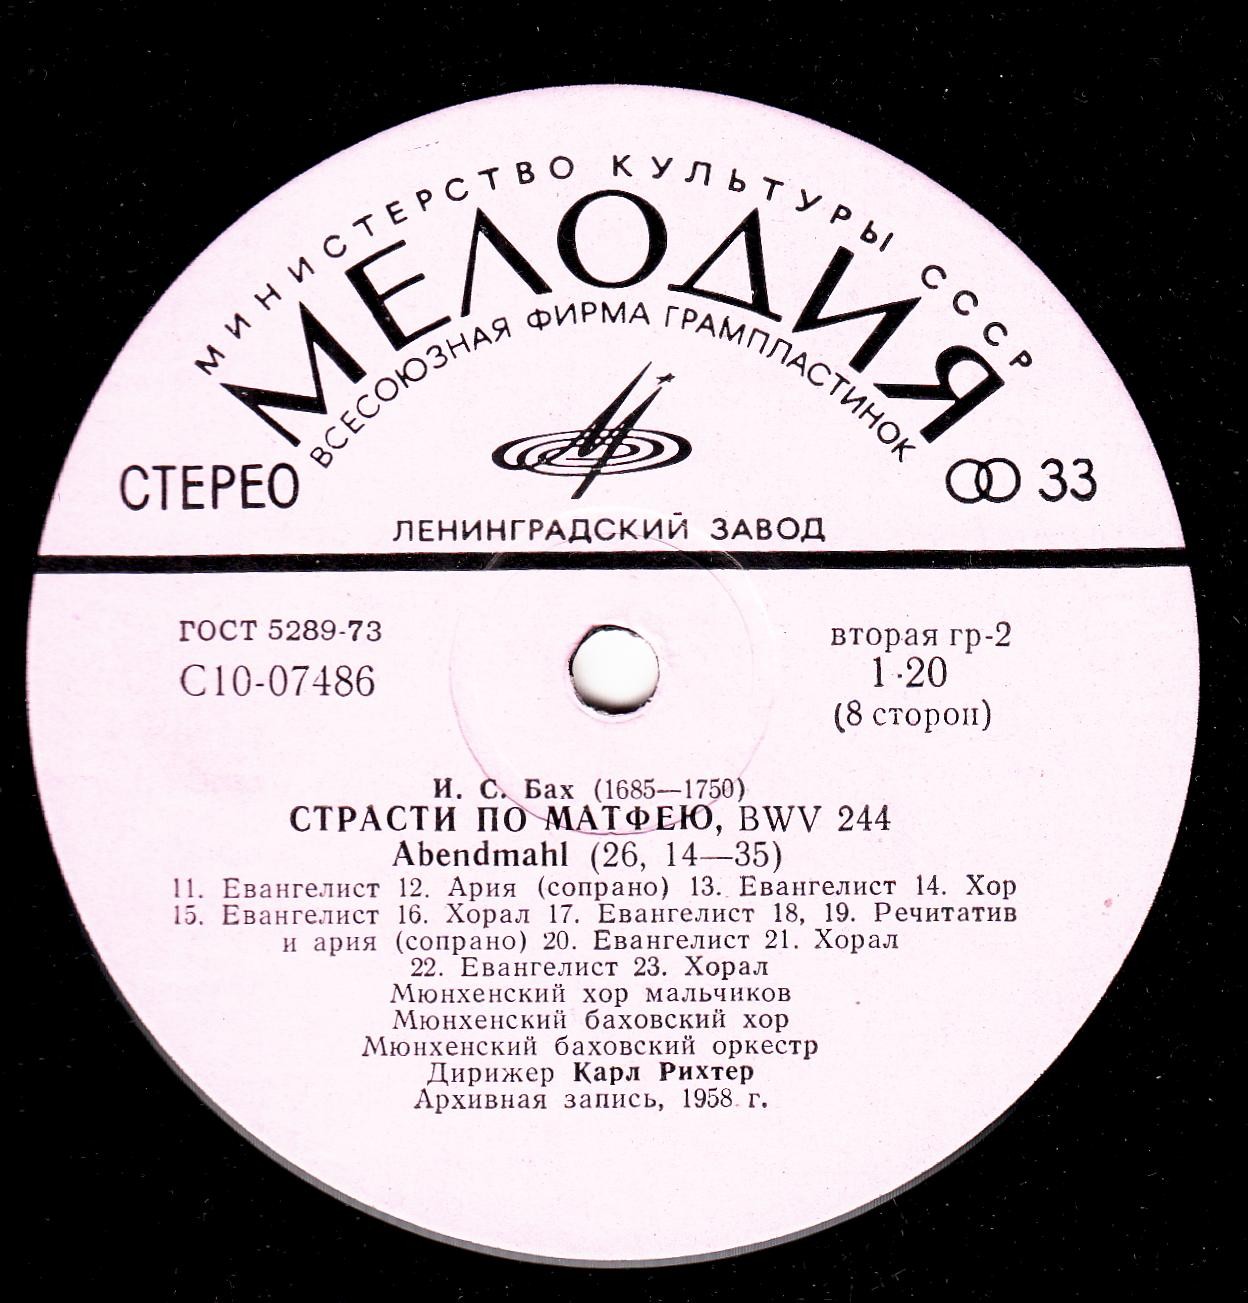 МИНИСТЕРСТВО КУЛЬТУРЫ СССР
МЕЛОДИЯ
ВСЕСОЮЗНАЯ ФИРМА ГРАМПЛАСТИНОК
СТЕРЕО
33
ЛЕНИНГРАДСКИЙ ЗАВОД
ГОСТ 5289-73
С10-07486
вторая гр-2
1-20
(8 сторон)
И. С. Бах (1685—1750)
СТРАСТИ ПО МАТФЕЮ, BWV 244
Abendmahl (26, 14—35)
11. Евангелист 12. Ария (сопрано) 13. Евангелист 14. Хор
15. Евангелист 16. Хорал 17. Евангелист 18, 19. Речитатив
и ария (сопрано) 20. Евангелист 21. Хорал
22. Евангелист 23. Хорал
Мюнхенский хор мальчиков
Мюнхенский баховский хор
Мюнхенский баховский оркестр
Дирижер Карл Рихтер
Архивная запись, 1958 г.